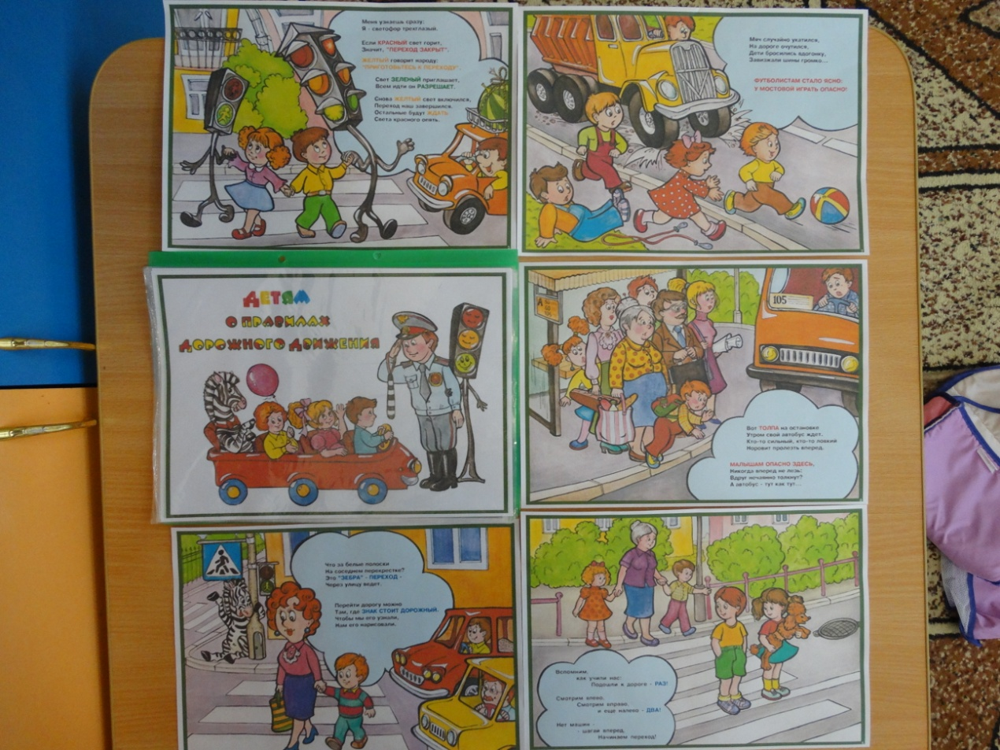 Меня узнаешь сразу:
Я - светофор трехглазый.
Если КРАСНЫЙ свет горит,
Значит, "ПЕРЕХОД ЗАКРЫТ".
ЖЕЛТЫЙ говорит народу:
"ПРИГОТОВЬТЕСЬ К ПЕРЕХОДУ".
Свет ЗЕЛЕНЫЙ приглашает,
Всем идти он РАЗРЕШАЕТ.
Снова ЖЕЛТЫЙ свет включился,
Переход наш завершился.
Остальные будут ЖДАТЬ
Света красного опять.
Мяч случайно укатился,
На дороге очутился,
Дети бросились вдогонку,
Завизжали шины громко...
ФУТБОЛИСТАМ СТАЛО ЯСНО:
У МОСТОВОЙ ИГРАТЬ ОПАСНО!
ДЕТЯМ
О ПРАВИЛАХ
ДОРОЖНОГО ДВИЖЕНИЯ
А
105
Вот ТОЛПА на остановке
Утром свой автобус ждет.
Кто-то сильный, кто-то ловкий
Норовит пролезть вперед.
МАЛЫШАМ ОПАСНО ЗДЕСЬ,
Никогда вперед не лезь:
Вдруг нечаянно толкнут?
А автобус - тут как тут...
Что за белые полоски
На соседнем перекрестке?
Это "ЗЕБРА" - ПЕРЕХОД -
Через улицу ведет.
Перейти дорогу можно
Там, где ЗНАК СТОИТ ДОРОЖНЫЙ.
Чтобы мы его узнали,
Нам его нарисовали.
Вспомним,
как учили нас:
Подошли к дороге - РАЗ!
Смотрим влево,
Смотрим вправо,
и еще налево - ДВА!
Нет машин -
- шагай вперед,
Начинаем переход!